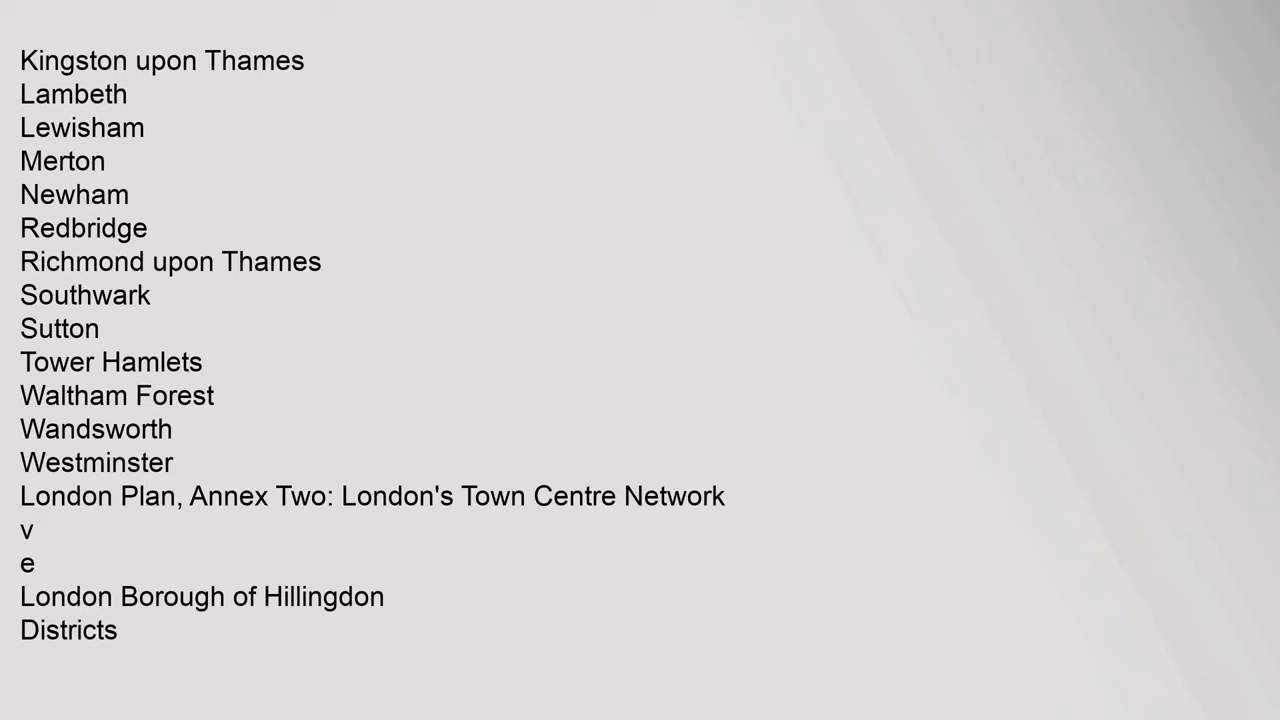 Kingston upon Thames
Lambeth
Lewisham
Merton
Newham
Redbridge
Richmond upon Thames
Southwark
Sutton
Tower Hamlets
Waltham Forest
Wandsworth
Westminster
London Plan, Annex Two: London's Town Centre Network
v
e
London Borough of Hillingdon
Districts